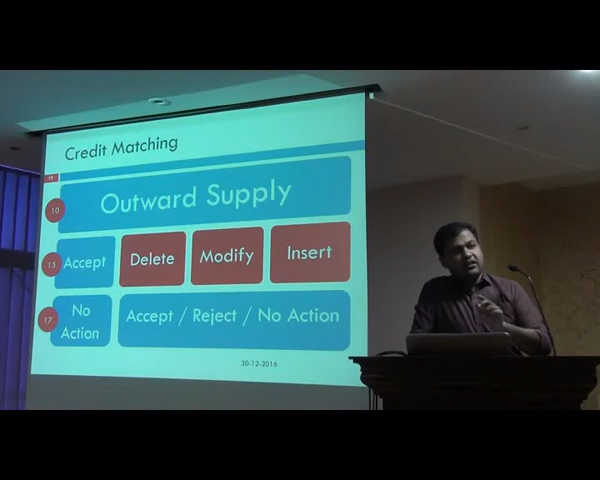 Credit Matching
19
10
Outward Supply
15
Accept
Delete
Modify
Insert
17
No
Action
Accept / Reject / No Action
30-12-2016